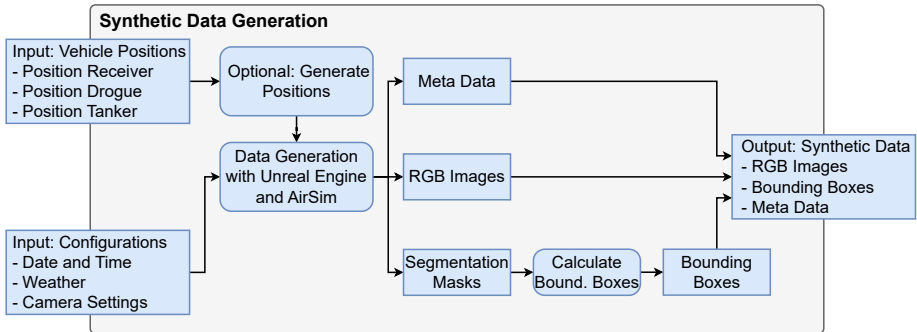 Synthetic Data Generation
Input: Vehicle Positions
- Position Receiver
- Position Drogue
- Position Tanker
Optional: Generate
Positions
Meta Data
Data Generation
with Unreal Engine
and AirSim
RGB Images
Output: Synthetic Data
- RGB Images
- Bounding Boxes
- Meta Data
Input: Configurations
- Date and Time
- Weather
- Camera Settings
Segmentation
Masks
Calculate
Bound. Boxes
Bounding
Boxes